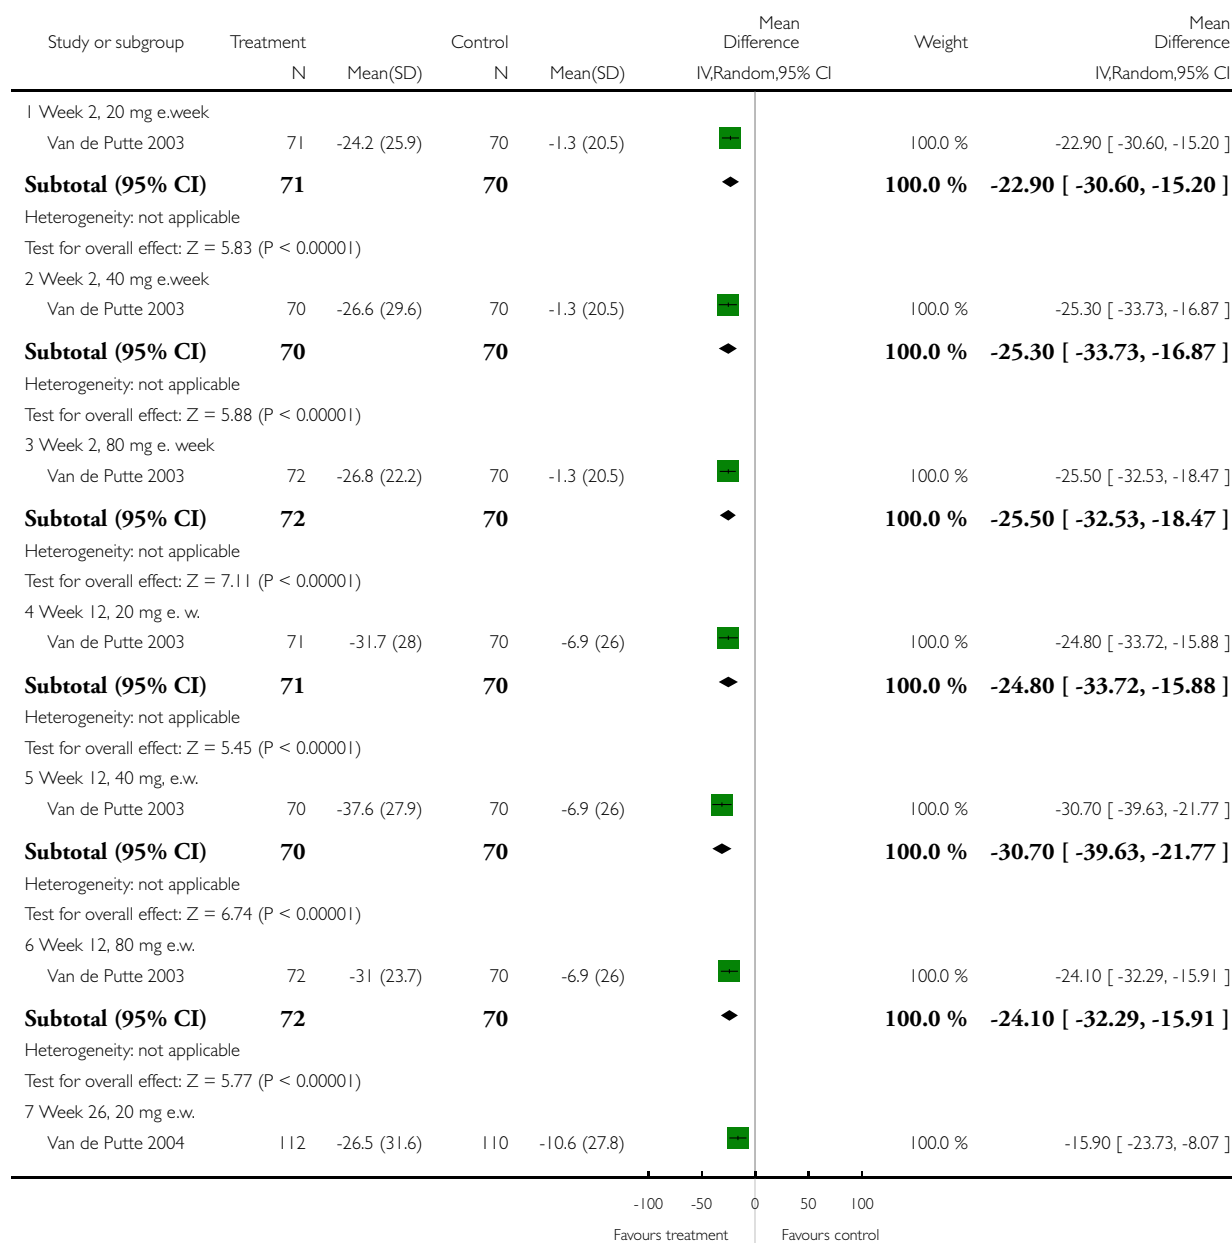 Study or subgroup Treatment Control Mean Difference Weight Mean Difference
N Mean(SD) N Mean(SD) IV,Random,95% CI IV,Random,95% CI
1 Week 2, 20 mg e.week
Van de Putte 2003 71 -24.2 (25.9) 70 -1.3 (20.5) 100.0 % -22.90 [ -30.60, -15.20 ]
Subtotal (95% CI) 71 70 100.0 % -22.90 [ -30.60, -15.20 ]
Heterogeneity: not applicable
Test for overall effect: Z = 5.83 (P < 0.00001)
2 Week 2, 40 mg e.week
Van de Putte 2003 70 -26.6 (29.6) 70 -1.3 (20.5) 100.0 % -25.30 [ -33.73, -16.87 ]
Subtotal (95% CI) 70 70 100.0 % -25.30 [ -33.73, -16.87 ]
Heterogeneity: not applicable
Test for overall effect: Z = 5.88 (P < 0.00001)
3 Week 2, 80 mg e. week
Van de Putte 2003 72 -26.8 (22.2) 70 -1.3 (20.5) 100.0 % -25.50 [ -32.53, -18.47 ]
Subtotal (95% CI) 72 70 100.0 % -25.50 [ -32.53, -18.47 ]
Heterogeneity: not applicable
Test for overall effect: Z = 7.11 (P < 0.00001)
4 Week 12, 20 mg e. w.
Van de Putte 2003 71 -31.7 (28) 70 -6.9 (26) 100.0 % -24.80 [ -33.72, -15.88 ]
Subtotal (95% CI) 71 70 100.0 % -24.80 [ -33.72, -15.88 ]
Heterogeneity: not applicable
Test for overall effect: Z = 5.45 (P < 0.00001)
5 Week 12, 40 mg, e.w.
Van de Putte 2003 70 -37.6 (27.9) 70 -6.9 (26) 100.0 % -30.70 [ -39.63, -21.77 ]
Subtotal (95% CI) 70 70 100.0 % -30.70 [ -39.63, -21.77 ]
Heterogeneity: not applicable
Test for overall effect: Z = 6.74 (P < 0.00001)
6 Week 12, 80 mg e.w.
Van de Putte 2003 72 -31 (23.7) 70 -6.9 (26) 100.0 % -24.10 [ -32.29, -15.91 ]
Subtotal (95% CI) 72 70 100.0 % -24.10 [ -32.29, -15.91 ]
Heterogeneity: not applicable
Test for overall effect: Z = 5.77 (P < 0.00001)
7 Week 26, 20 mg e.w.
Van de Putte 2004 112 -26.5 (31.6) 110 -10.6 (27.8) 100.0 % -15.90 [ -23.73, -8.07 ]
-100 -50 0 50 100
Favours treatment Favours control